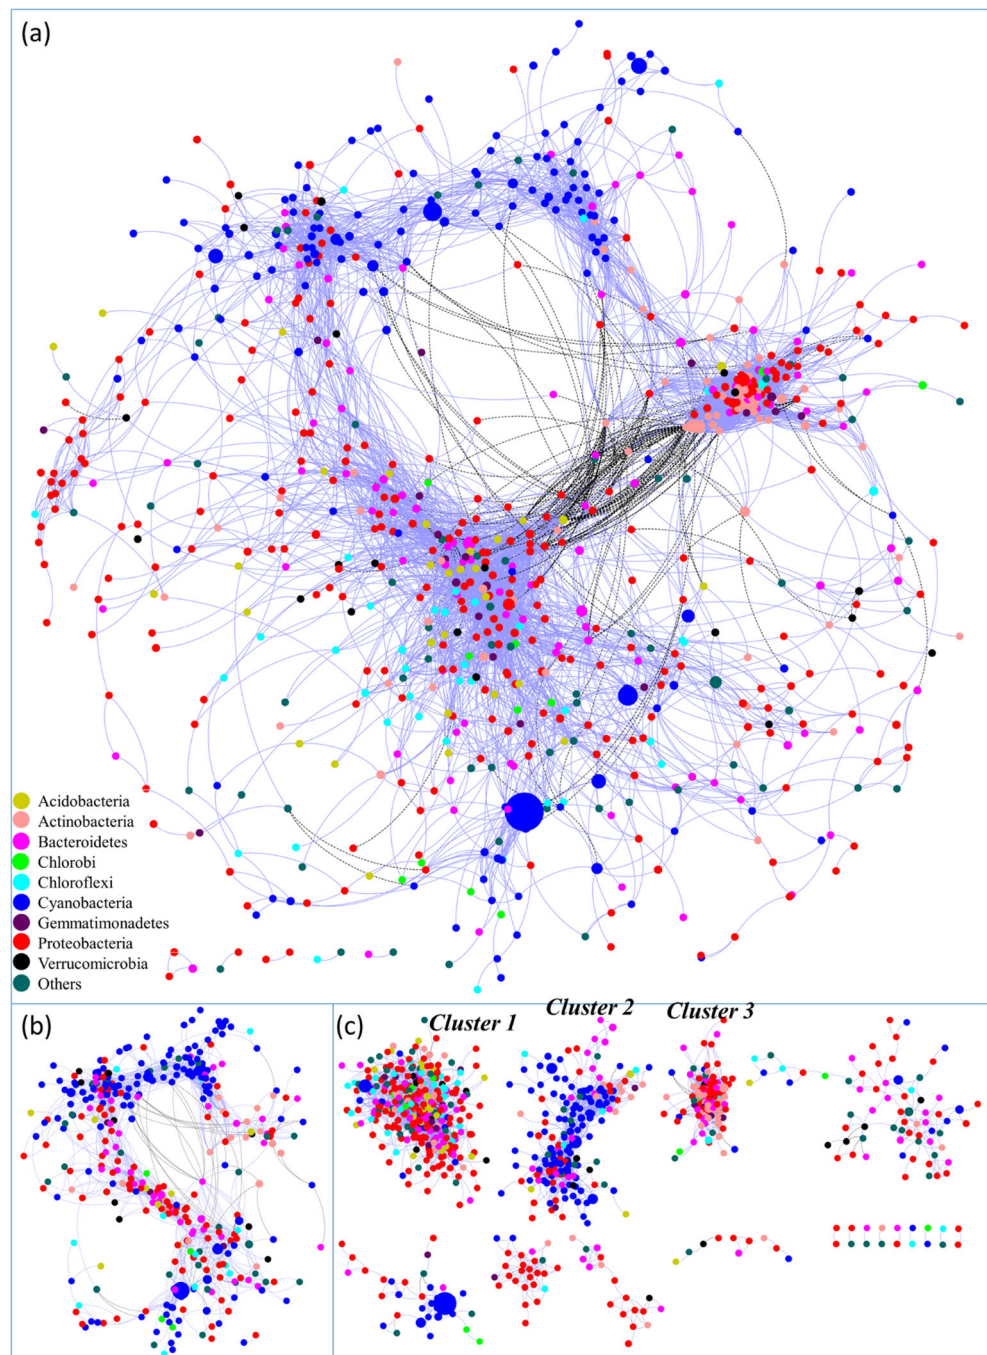 (a)
Acidobacteria
Actinobacteria
Bacteroidetes
Chlorobi
Chloroflexi
Cyanobacteria
Gemmatimonadetes
Proteobacteria
Verrucomicrobia
Others
(b)
(c)
Cluster 1
Cluster 2
Cluster 3